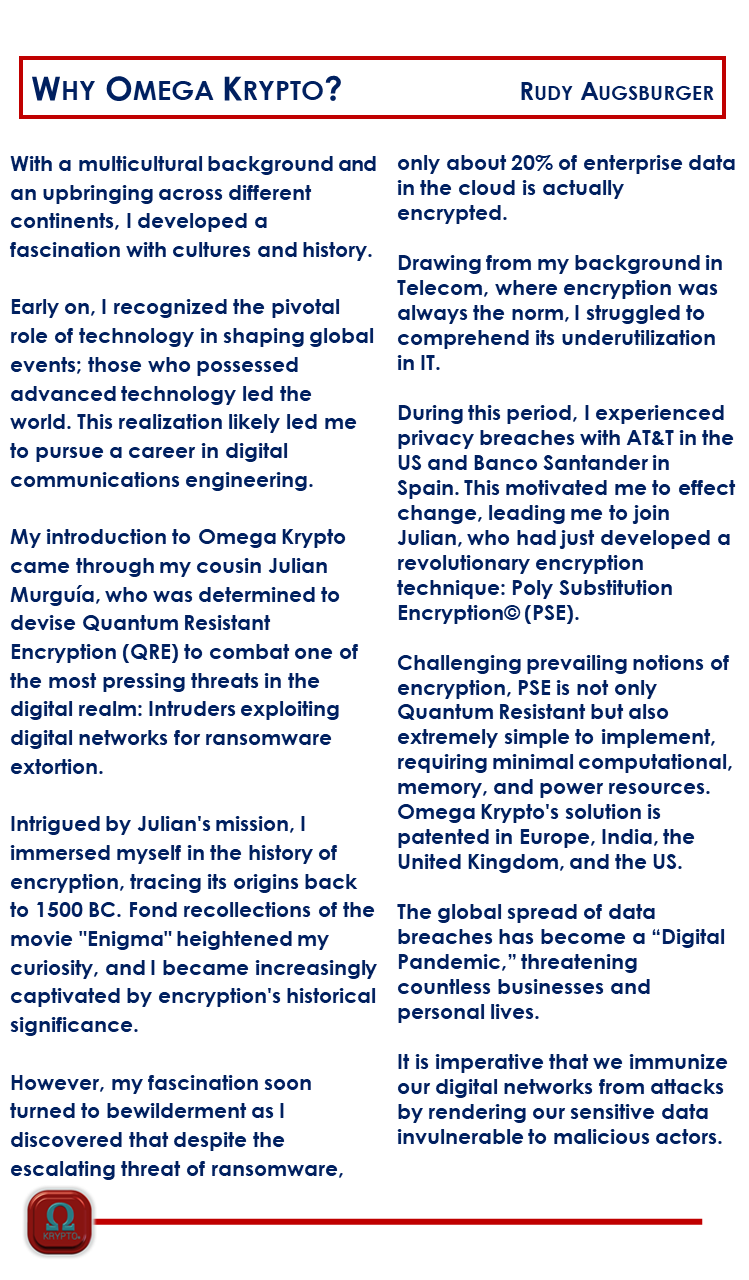 WHY OMEGA KRYPTO?
RUDY AUGSBURGER
With a multicultural background and
an upbringing across different
continents, I developed a
fascination with cultures and history.
Early on, I recognized the pivotal
role of technology in shaping global
events; those who possessed
advanced technology led the
world. This realization likely led me
to pursue a career in digital
communications engineering.
My introduction to Omega Krypto
came through my cousin Julian
Murguía, who was determined to
devise Quantum Resistant
Encryption (QRE) to combat one of
the most pressing threats in the
digital realm: Intruders exploiting
digital networks for ransomware
extortion.
Intrigued by Julian's mission, I
immersed myself in the history of
encryption, tracing its origins back
to 1500 BC. Fond recollections of the
movie "Enigma" heightened my
curiosity, and I became increasingly
captivated by encryption's historical
significance.
However, my fascination soon
turned to bewilderment as I
discovered that despite the
escalating threat of ransomware,
only about 20% of enterprise data
in the cloud is actually
encrypted.
Drawing from my background in
Telecom, where encryption was
always the norm, I struggled to
comprehend its underutilization
in IT.
During this period, I experienced
privacy breaches with AT&T in the
US and Banco Santander in
Spain. This motivated me to effect
change, leading me to join
Julian, who had just developed a
revolutionary encryption
technique: Poly Substitution
Encryption© (PSE).
Challenging prevailing notions of
encryption, PSE is not only
Quantum Resistant but also
extremely simple to implement,
requiring minimal computational,
memory, and power resources.
Omega Krypto's solution is
patented in Europe, India, the
United Kingdom, and the US.
The global spread of data
breaches has become a “Digital
Pandemic,” threatening
countless businesses and
personal lives.
It is imperative that we immunize
our digital networks from attacks
by rendering our sensitive data
invulnerable to malicious actors.
Ω
KRYPTO